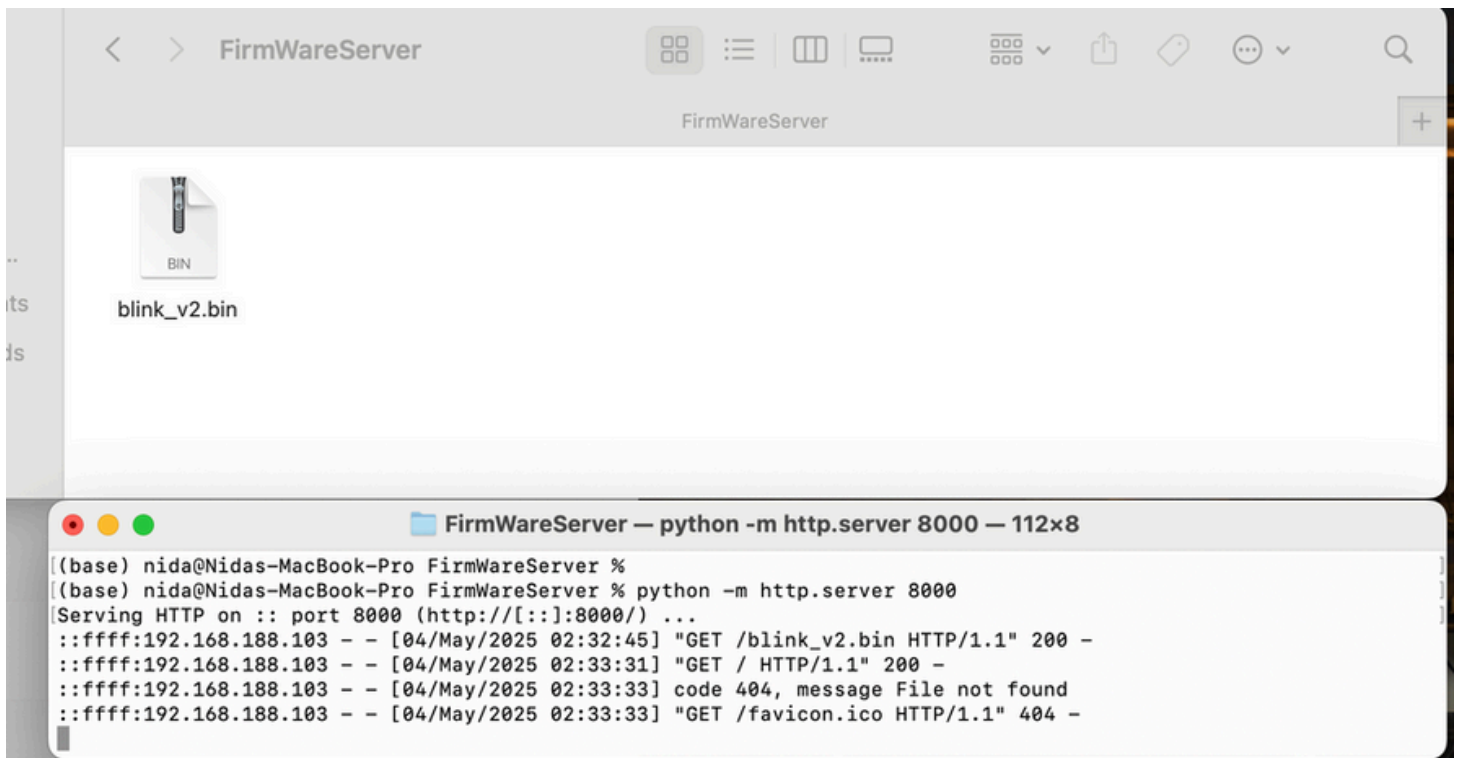 FirmWareServer
FirmWareServer
BIN
blink_v2.bin
..
ts
ds
FirmWareServer — python -m http.server 8000 — 112×8
[(base) nida@Nidas-MacBook-Pro FirmWareServer % ]
[(base) nida@Nidas-MacBook-Pro FirmWareServer % python -m http.server 8000 ]
[Serving HTTP on :: port 8000 (http://[::]:8000/) ... ]
::ffff:192.168.188.103 - - [04/May/2025 02:32:45] "GET /blink_v2.bin HTTP/1.1" 200 -
::ffff:192.168.188.103 - - [04/May/2025 02:33:31] "GET / HTTP/1.1" 200 -
::ffff:192.168.188.103 - - [04/May/2025 02:33:33] code 404, message File not found
::ffff:192.168.188.103 - - [04/May/2025 02:33:33] "GET /favicon.ico HTTP/1.1" 404 -